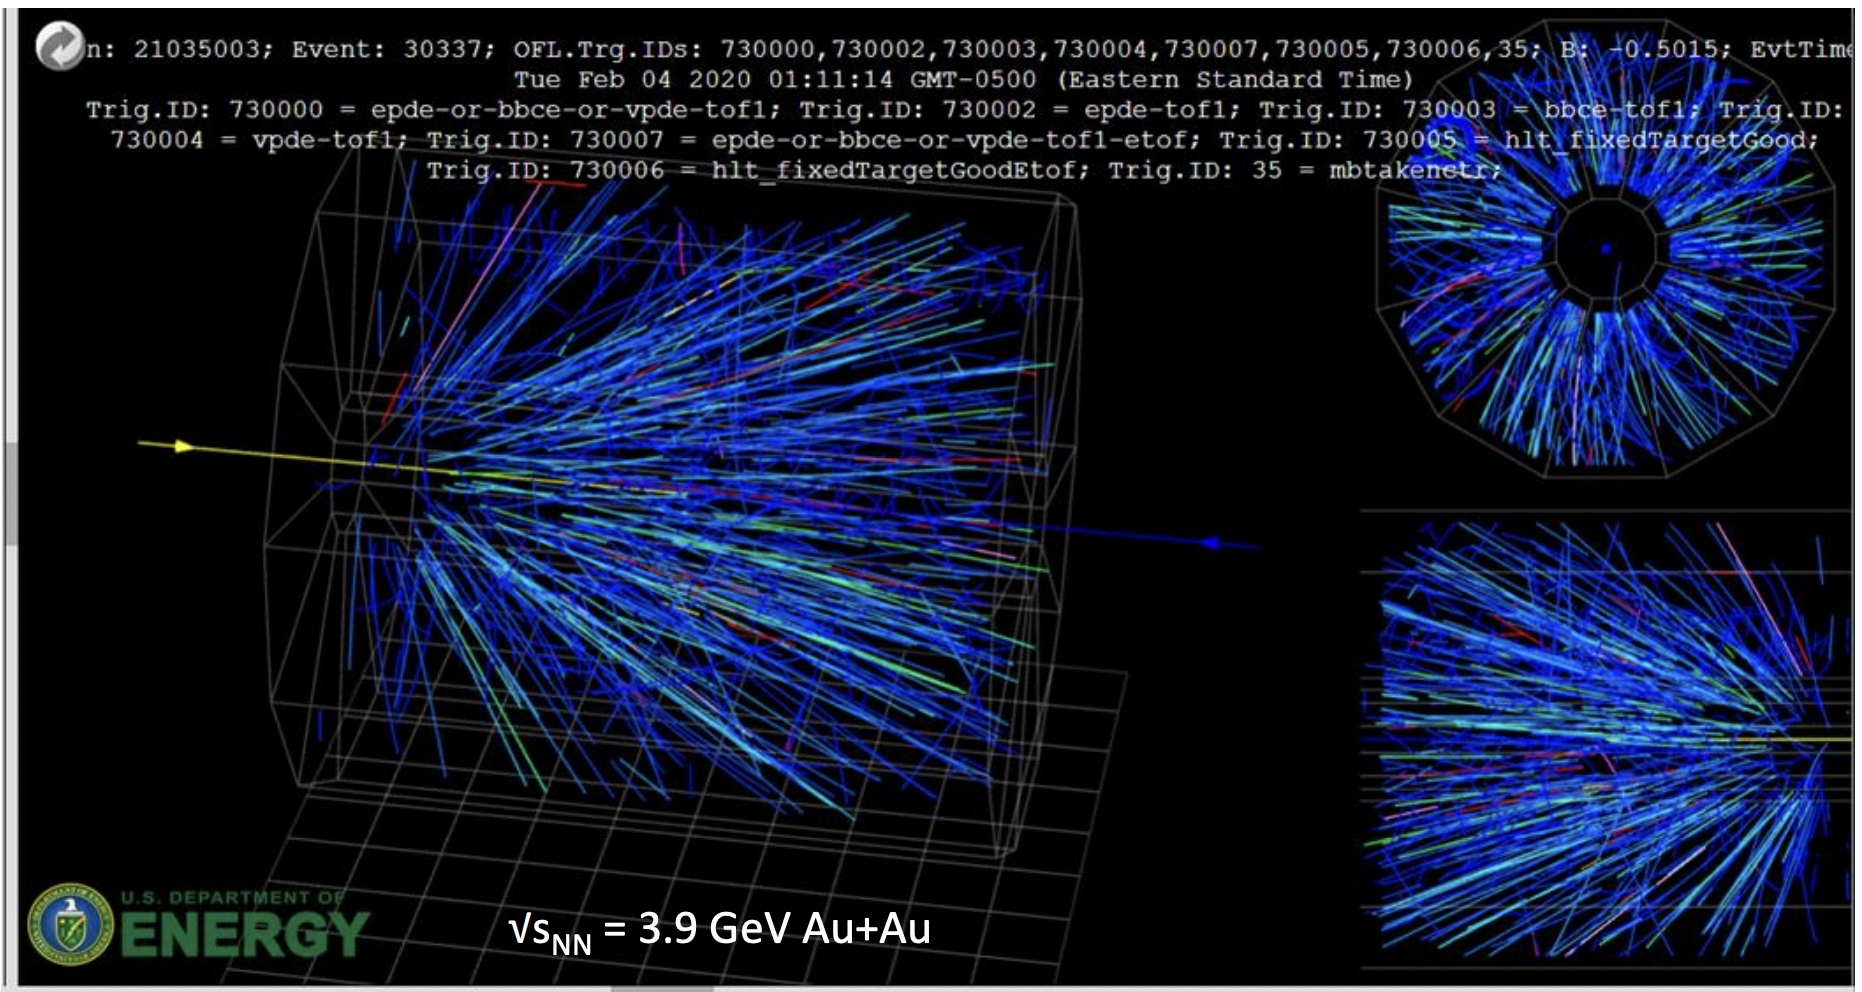 n: 21035003; Event: 30337; OFL.Trg.IDs: 730000,730002,730003,730004,730007,730005,730006,35; B: -0.5015; EvtTime
Tue Feb 04 2020 01:11:14 GMT-0500 (Eastern Standard Time)
Trig.ID: 730000 = epde-or-bbce-or-vpde-tof1; Trig.ID: 730002 = epde-tof1; Trig.ID: 730003 = bbce-tof1; Trig.ID:
730004 = vpde-tof1; Trig.ID: 730007 = epde-or-bbce-or-vpde-tof1-etof; Trig.ID: 730005 = hlt_fixedTargetGood;
Trig.ID: 730006 = hlt_fixedTargetGoodEtof; Trig.ID: 35 = mbtakenctr;
U.S. DEPARTMENT OF
ENERGY
√sNN = 3.9 GeV Au+Au